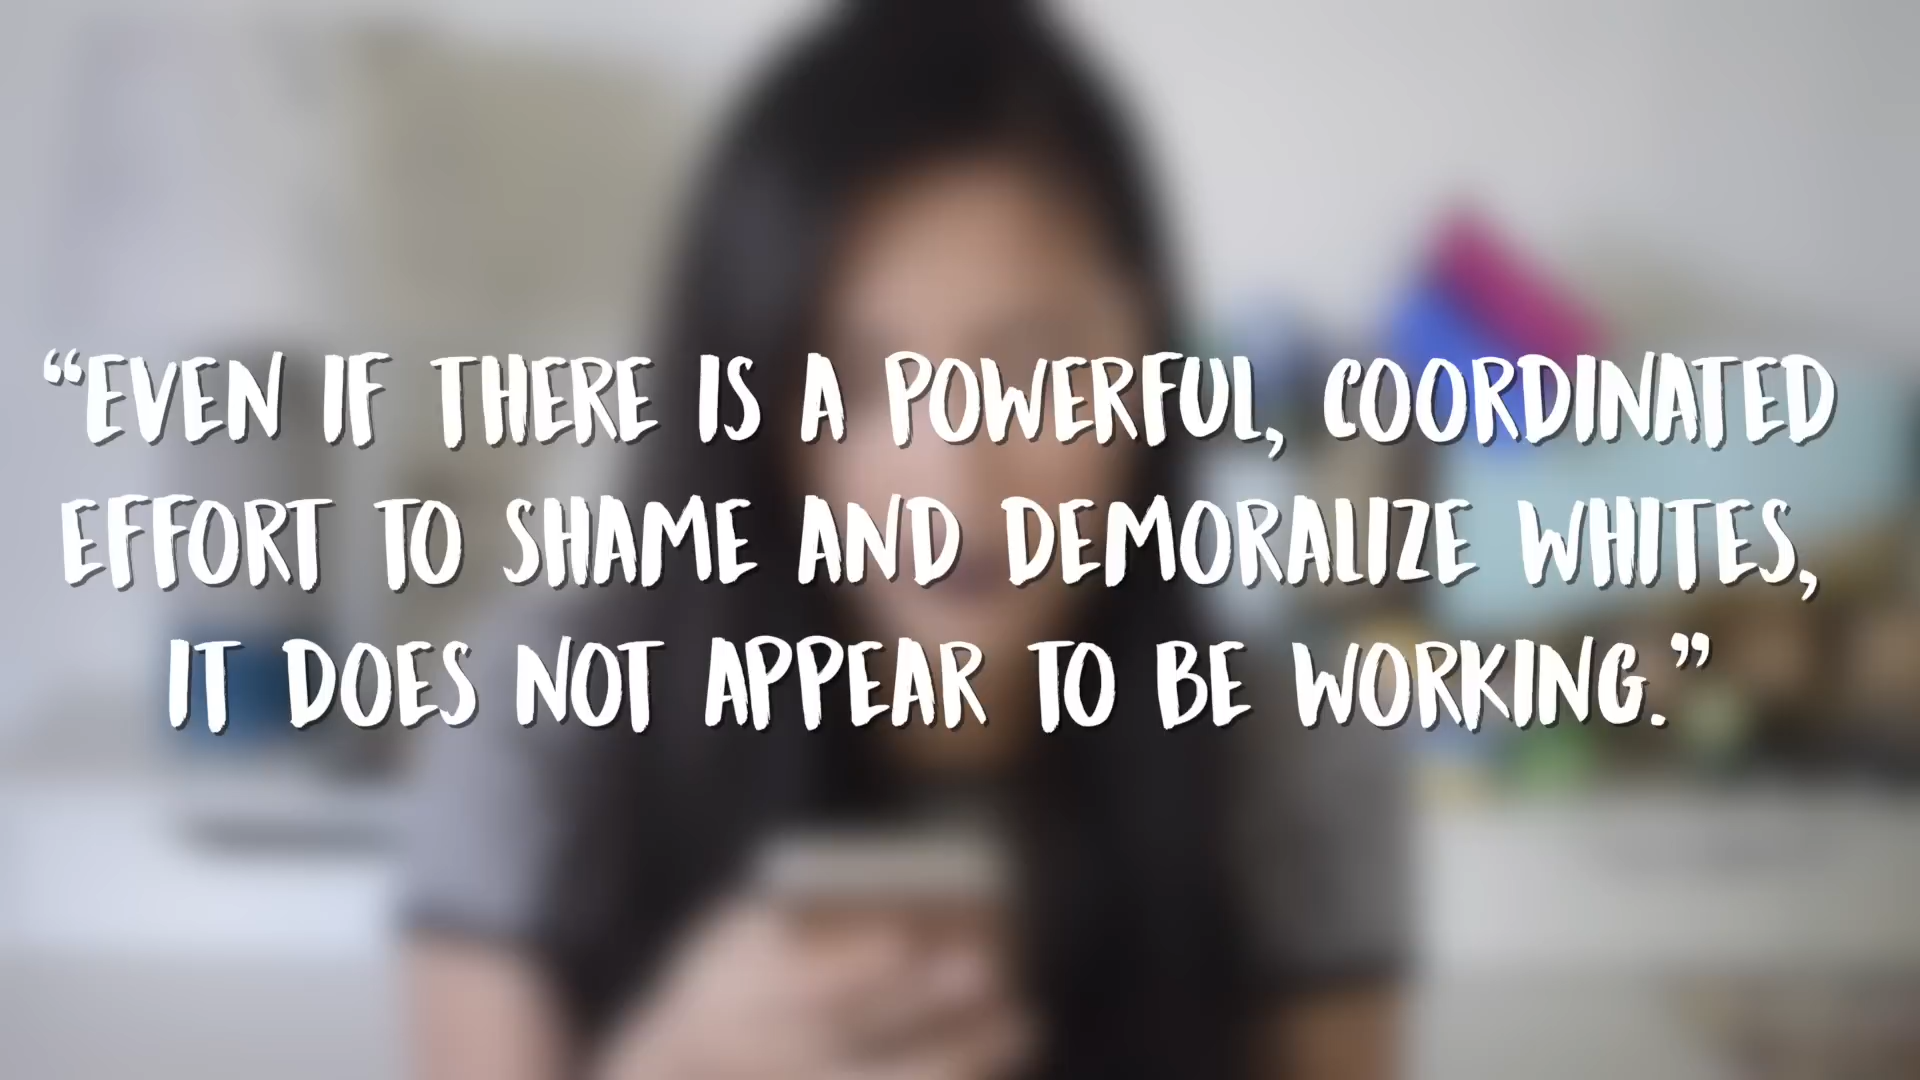 “EVEN IF THERE IS A POWERFUL, COORDINATED
EFFORT TO SHAME AND DEMORALIZE WHITES,
IT DOES NOT APPEAR TO BE WORKING.”